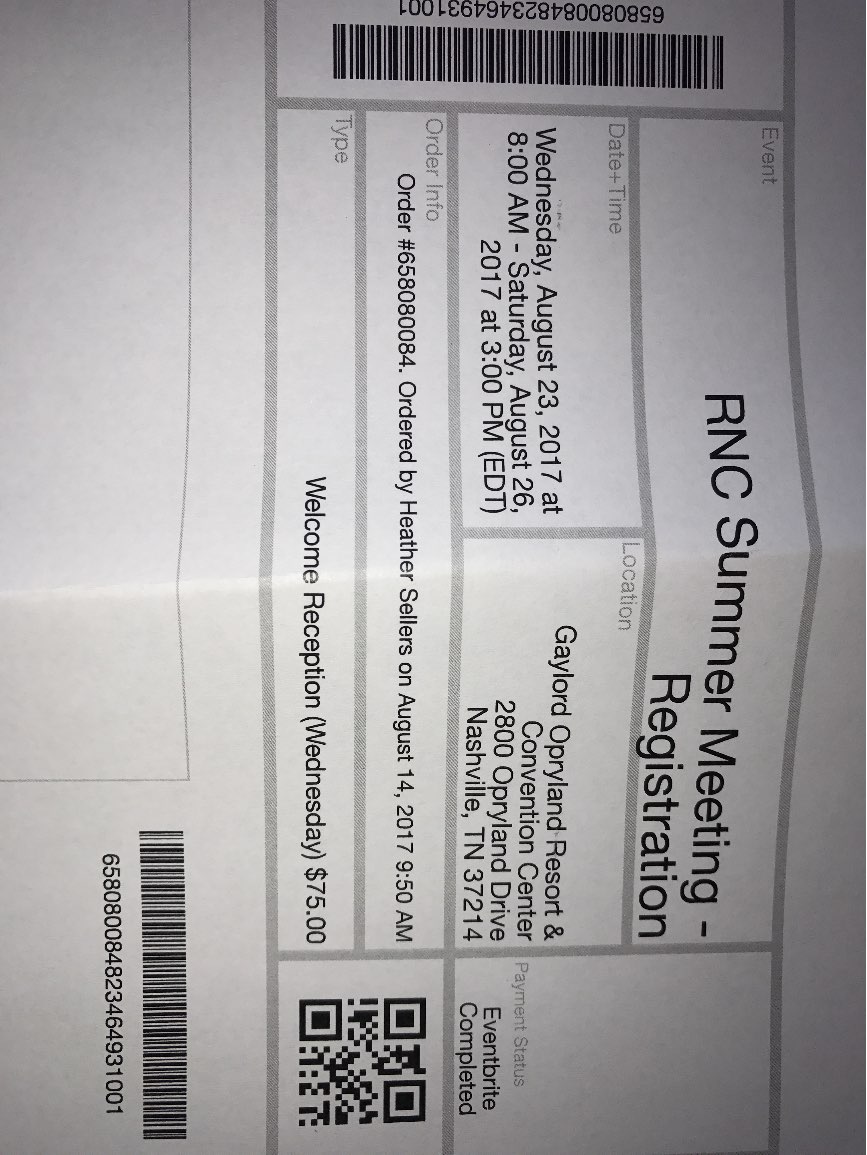 Event
RNC Summer Meeting -
Registration
Date+Time
Wednesday, August 23, 2017 at
8:00 AM - Saturday, August 26,
2017 at 3:00 PM (EDT)
Location
Gaylord Opryland Resort &
Convention Center
2800 Opryland Drive
Nashville, TN 37214
Payment Status
Eventbrite
Completed
Order Info
Order #658080084. Ordered by Heather Sellers on August 14, 2017 9:50 AM
Type
Welcome Reception (Wednesday) $75.00
658080084823464931001
658080084823464931001